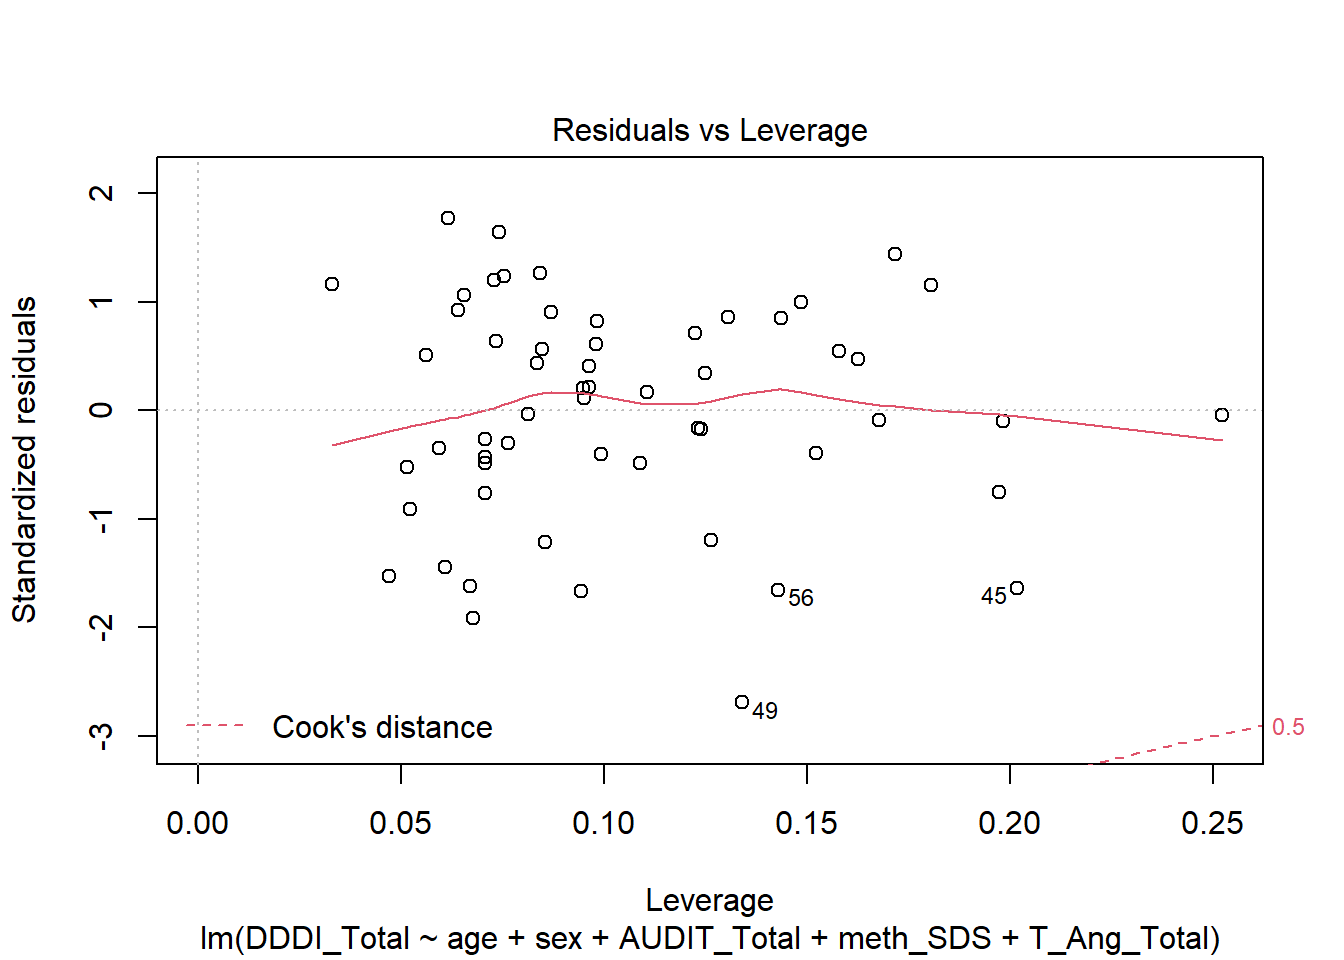 Residuals vs Leverage
Standardized residuals
2
1
0
-1
-2
-3
56
45
49
Cook's distance
0.5
0.00 0.05 0.10 0.15 0.20 0.25
Leverage
lm(DDDI_Total ~ age + sex + AUDIT_Total + meth_SDS + T_Ang_Total)